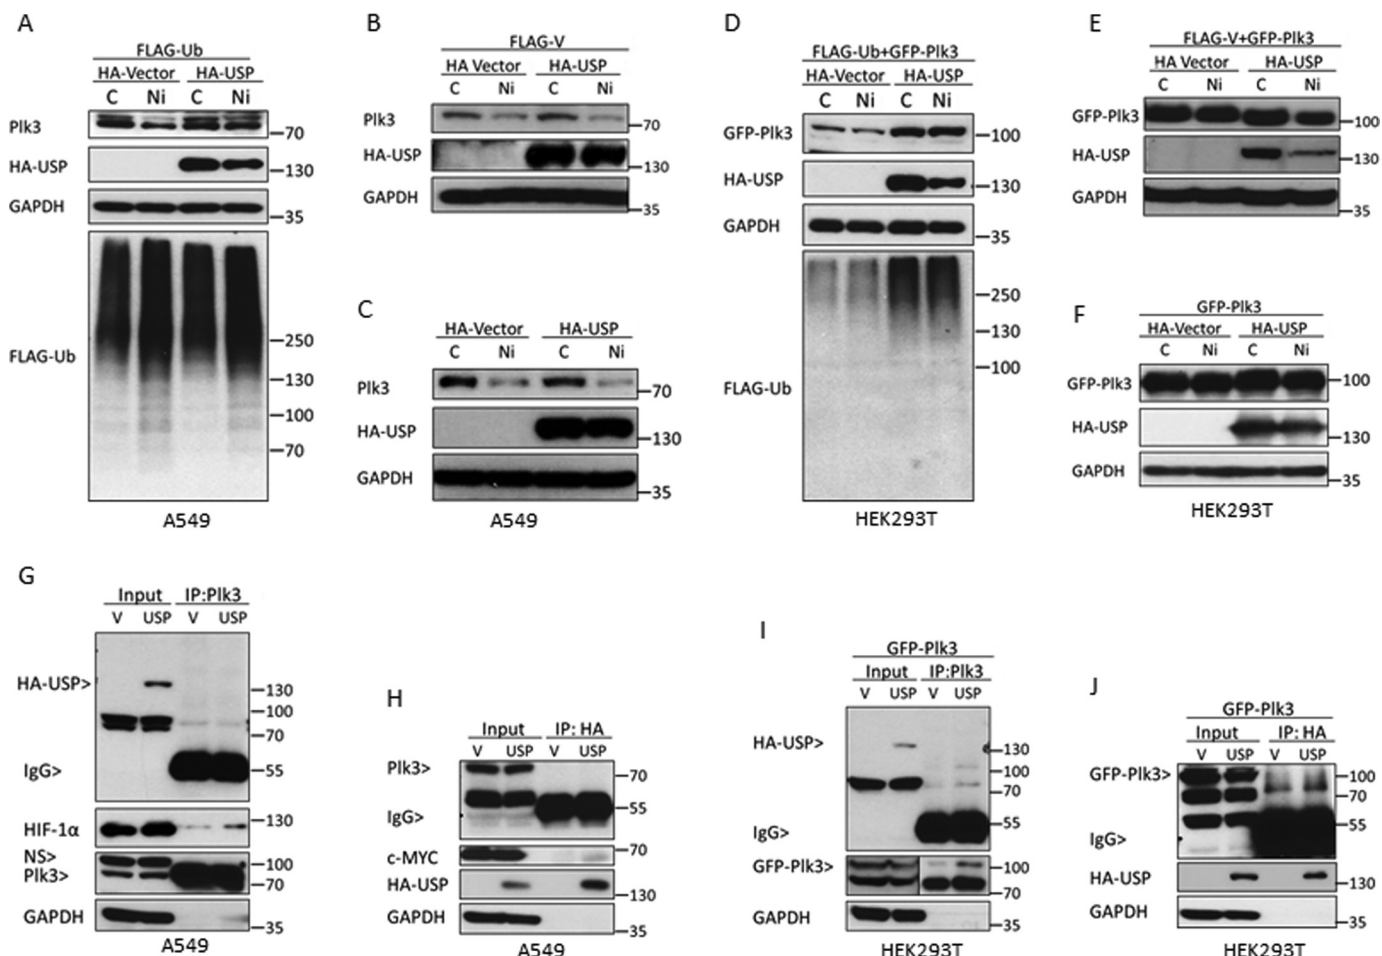 A
FLAG-Ub
HA-Vector HA-USP
C Ni C Ni
Plk3
70
HA-USP
130
GAPDH
35
FLAG-Ub
250
130
100
70
A549
B
FLAG-V
HA Vector HA-USP
C Ni C Ni
Plk3
70
HA-USP
130
GAPDH
35
C
HA-Vector HA-USP
C Ni C Ni
Plk3
70
HA-USP
130
GAPDH
35
A549
D
FLAG-Ub+GFP-Plk3
HA-Vector HA-USP
C Ni C Ni
GFP-Plk3
100
HA-USP
130
GAPDH
35
250
130
100
FLAG-Ub
HEK293T
E
FLAG-V+GFP-Plk3
HA Vector HA-USP
C Ni C Ni
GFP-Plk3
100
HA-USP
130
GAPDH
35
F
GFP-Plk3
HA-Vector HA-USP
C Ni C Ni
GFP-Plk3
100
HA-USP
130
GAPDH
35
HEK293T
G
Input IP:Plk3
V USP V USP
HA-USP>
130
100
70
IgG>
55
HIF-1α
130
NS>
100
Plk3>
70
GAPDH
35
A549
H
Input IP: HA
V USP V USP
Plk3>
70
55
IgG>
c-MYC
70
HA-USP
130
GAPDH
35
A549
I
GFP-Plk3
Input IP:Plk3
V USP V USP
HA-USP>
130
100
70
55
IgG>
GFP-Plk3>
100
70
GAPDH
35
HEK293T
J
GFP-Plk3
Input IP: HA
V USP V USP
GFP-Plk3>
100
70
55
IgG>
HA-USP
130
GAPDH
35
HEK293T